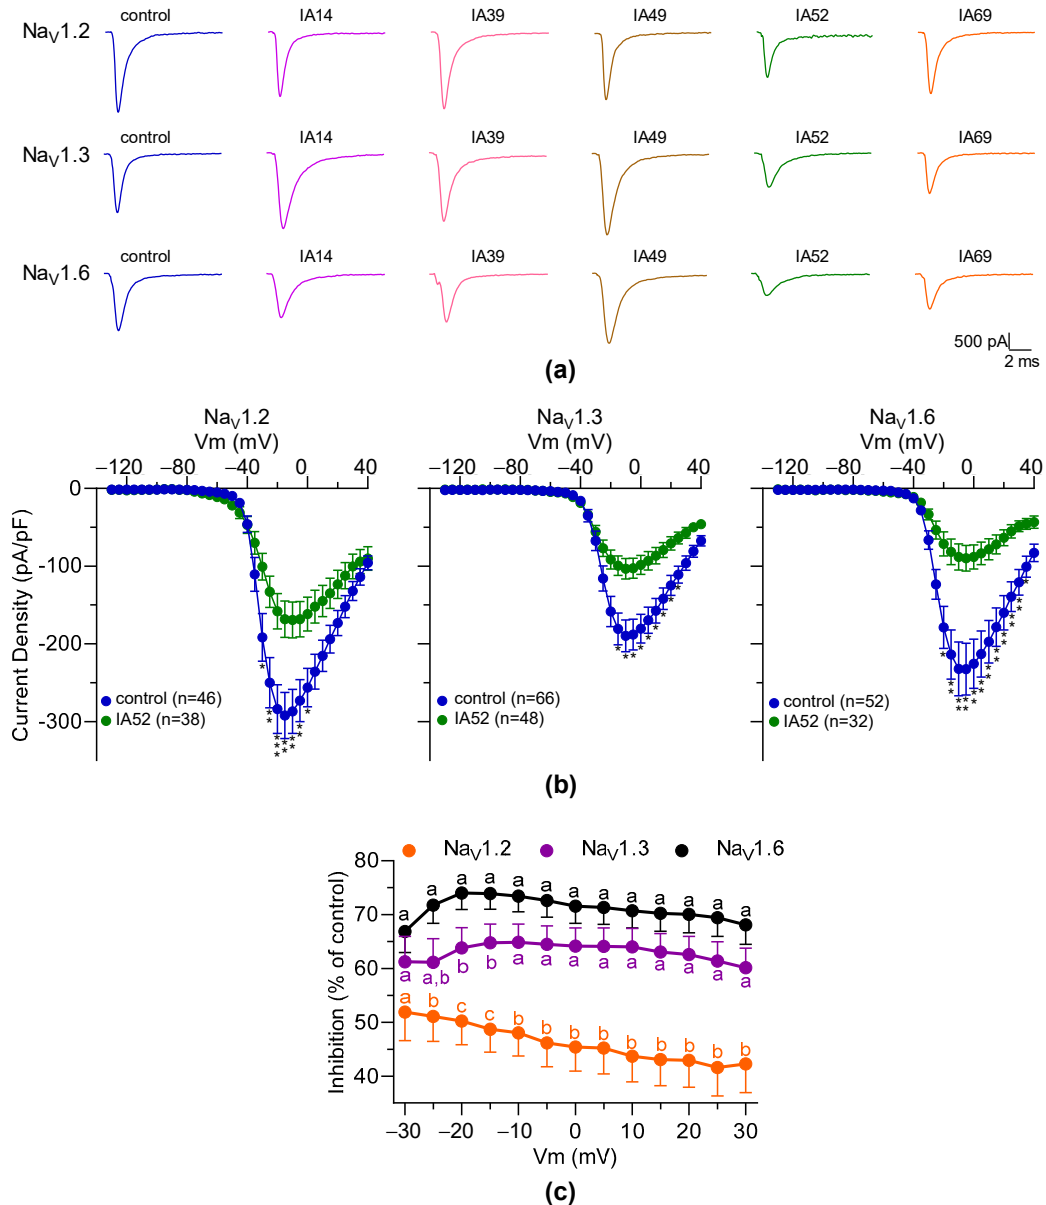 control IA14 IA39 IA49 IA52 IA69
NaV1.2
control IA14 IA39 IA49 IA52 IA69
NaV1.3
control IA14 IA39 IA49 IA52 IA69
NaV1.6
500 pA
2 ms
(a)
NaV1.2 NaV1.3 NaV1.6
Vm (mV) Vm (mV) Vm (mV)
−120 −80 −40 0 40 −120 −80 −40 0 40 −120 −80 −40 0 40
0
-100
-200
-300
Current Density (pA/pF)
control (n=46)
IA52 (n=38)
control (n=66)
IA52 (n=48)
control (n=52)
IA52 (n=32)
(b)
NaV1.2 NaV1.3 NaV1.6
80
70
60
50
40
Inhibition (% of control)
a a a a a a a a a a a a a
a a,b b b a a a a a a a a a
a b c c b b b b b b b b b
−30 −20 −10 0 10 20 30
Vm (mV)
(c)